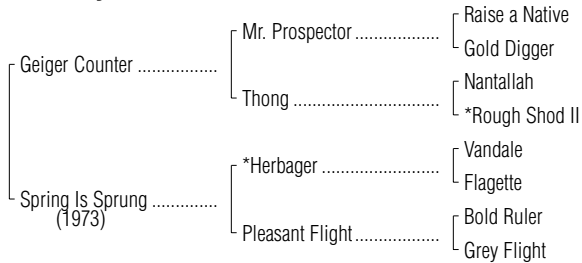 Raise a Native
Mr. Prospector ..................
Gold Digger
Geiger Counter ................
Nantallah
Thong ...............................
*Rough Shod II
Vandale
*Herbager .........................
Flagette
Spring Is Sprung ..............
(1973)
Bold Ruler
Pleasant Flight ..................
Grey Flight